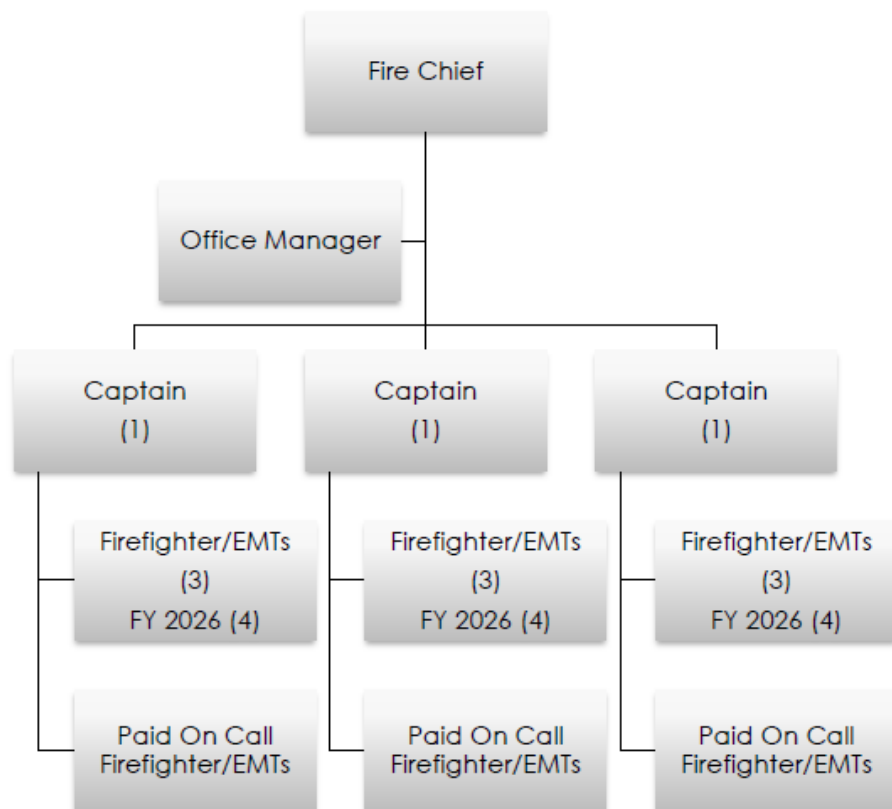 Fire Chief
Office Manager
Captain
(1)
Captain
(1)
Captain
(1)
Firefighter/EMTs
(3)
FY 2026 (4)
Firefighter/EMTs
(3)
FY 2026 (4)
Firefighter/EMTs
(3)
FY 2026 (4)
Paid On Call
Firefighter/EMTs
Paid On Call
Firefighter/EMTs
Paid On Call
Firefighter/EMTs